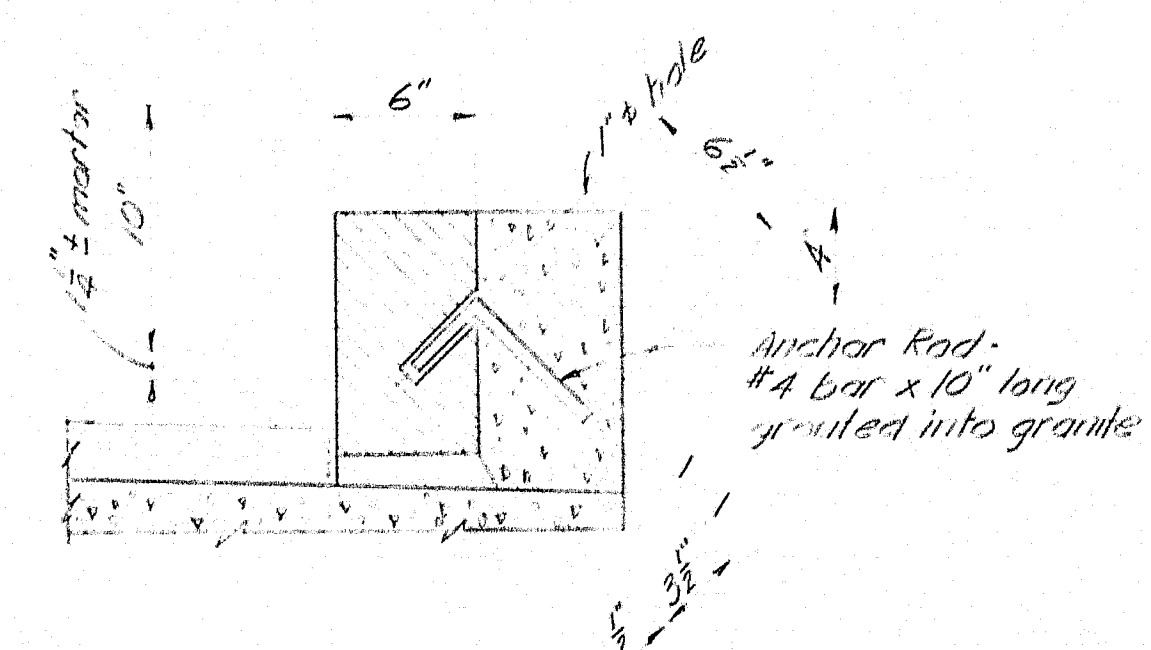 6"
1" ø hole
6½"
1¼" ± mortar
10"
4
Anchor Rod-
#4 bar x 10" long
grouted into granite
3½"
½"